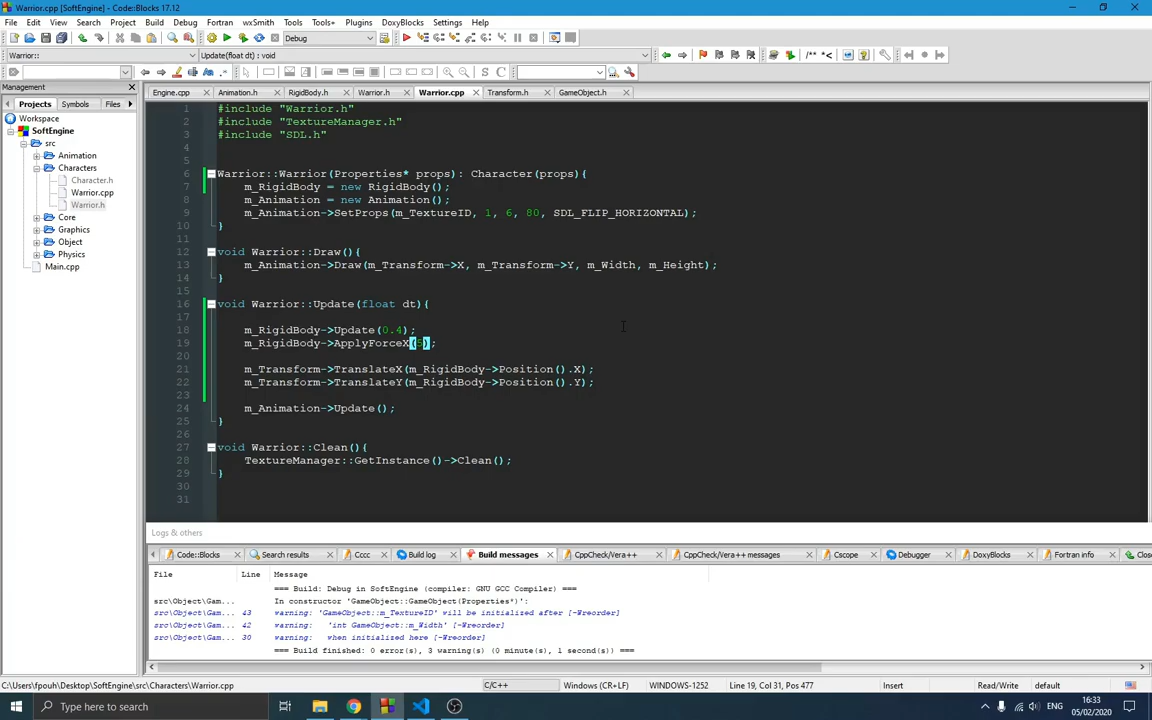 Warrior.cpp [SoftEngine] - Code::Blocks 17.12
File Edit View Search Project Build Debug Fortran wxSmith Tools Tools+ Plugins DoxyBlocks Settings Help
Debug
/** *<
Warrior:: Update(float dt) : void
S C
Management
Projects Symbols Files
Workspace
SoftEngine
src
Animation
Characters
Character.h
Warrior.cpp
Warrior.h
Core
Graphics
Object
Physics
Main.cpp
Engine.cpp Animation.h RigidBody.h Warrior.h Warrior.cpp Transform.h GameObject.h
1 #include "Warrior.h"
2 #include "TextureManager.h"
3 #include "SDL.h"
4
5
6 Warrior::Warrior(Properties* props): Character(props){
7 m_RigidBody = new RigidBody();
8 m_Animation = new Animation();
9 m_Animation->SetProps(m_TextureID, 1, 6, 80, SDL_FLIP_HORIZONTAL);
10 }
11
12 void Warrior::Draw(){
13 m_Animation->Draw(m_Transform->X, m_Transform->Y, m_Width, m_Height);
14 }
15
16 void Warrior::Update(float dt){
17
18 m_RigidBody->Update(0.4);
19 m_RigidBody->ApplyForceX(5);
20
21 m_Transform->TranslateX(m_RigidBody->Position().X);
22 m_Transform->TranslateY(m_RigidBody->Position().Y);
23
24 m_Animation->Update();
25 }
26
27 void Warrior::Clean(){
28 TextureManager::GetInstance()->Clean();
29 }
30
31
Logs & others
Code::Blocks Search results Cccc Build log Build messages CppCheck/Vera++ CppCheck/Vera++ messages Cscope Debugger DoxyBlocks Fortran info Clos
File Line Message
=== Build: Debug in SoftEngine (compiler: GNU GCC Compiler) ===
src\Object\Gam... In constructor 'GameObject::GameObject(Properties*)':
src\Object\Gam... 43 warning: 'GameObject::m_TextureID' will be initialized after [-Wreorder]
src\Object\Gam... 42 warning: 'int GameObject::m_Width' [-Wreorder]
src\Object\Gam... 30 warning: when initialized here [-Wreorder]
=== Build finished: 0 error(s), 3 warning(s) (0 minute(s), 1 second(s)) ===
C:\Users\fpouh\Desktop\SoftEngine\src\Characters\Warrior.cpp C/C++ Windows (CR+LF) WINDOWS-1252 Line 19, Col 31, Pos 477 Insert Read/Write default
Type here to search
ENG
16:33
05/02/2020